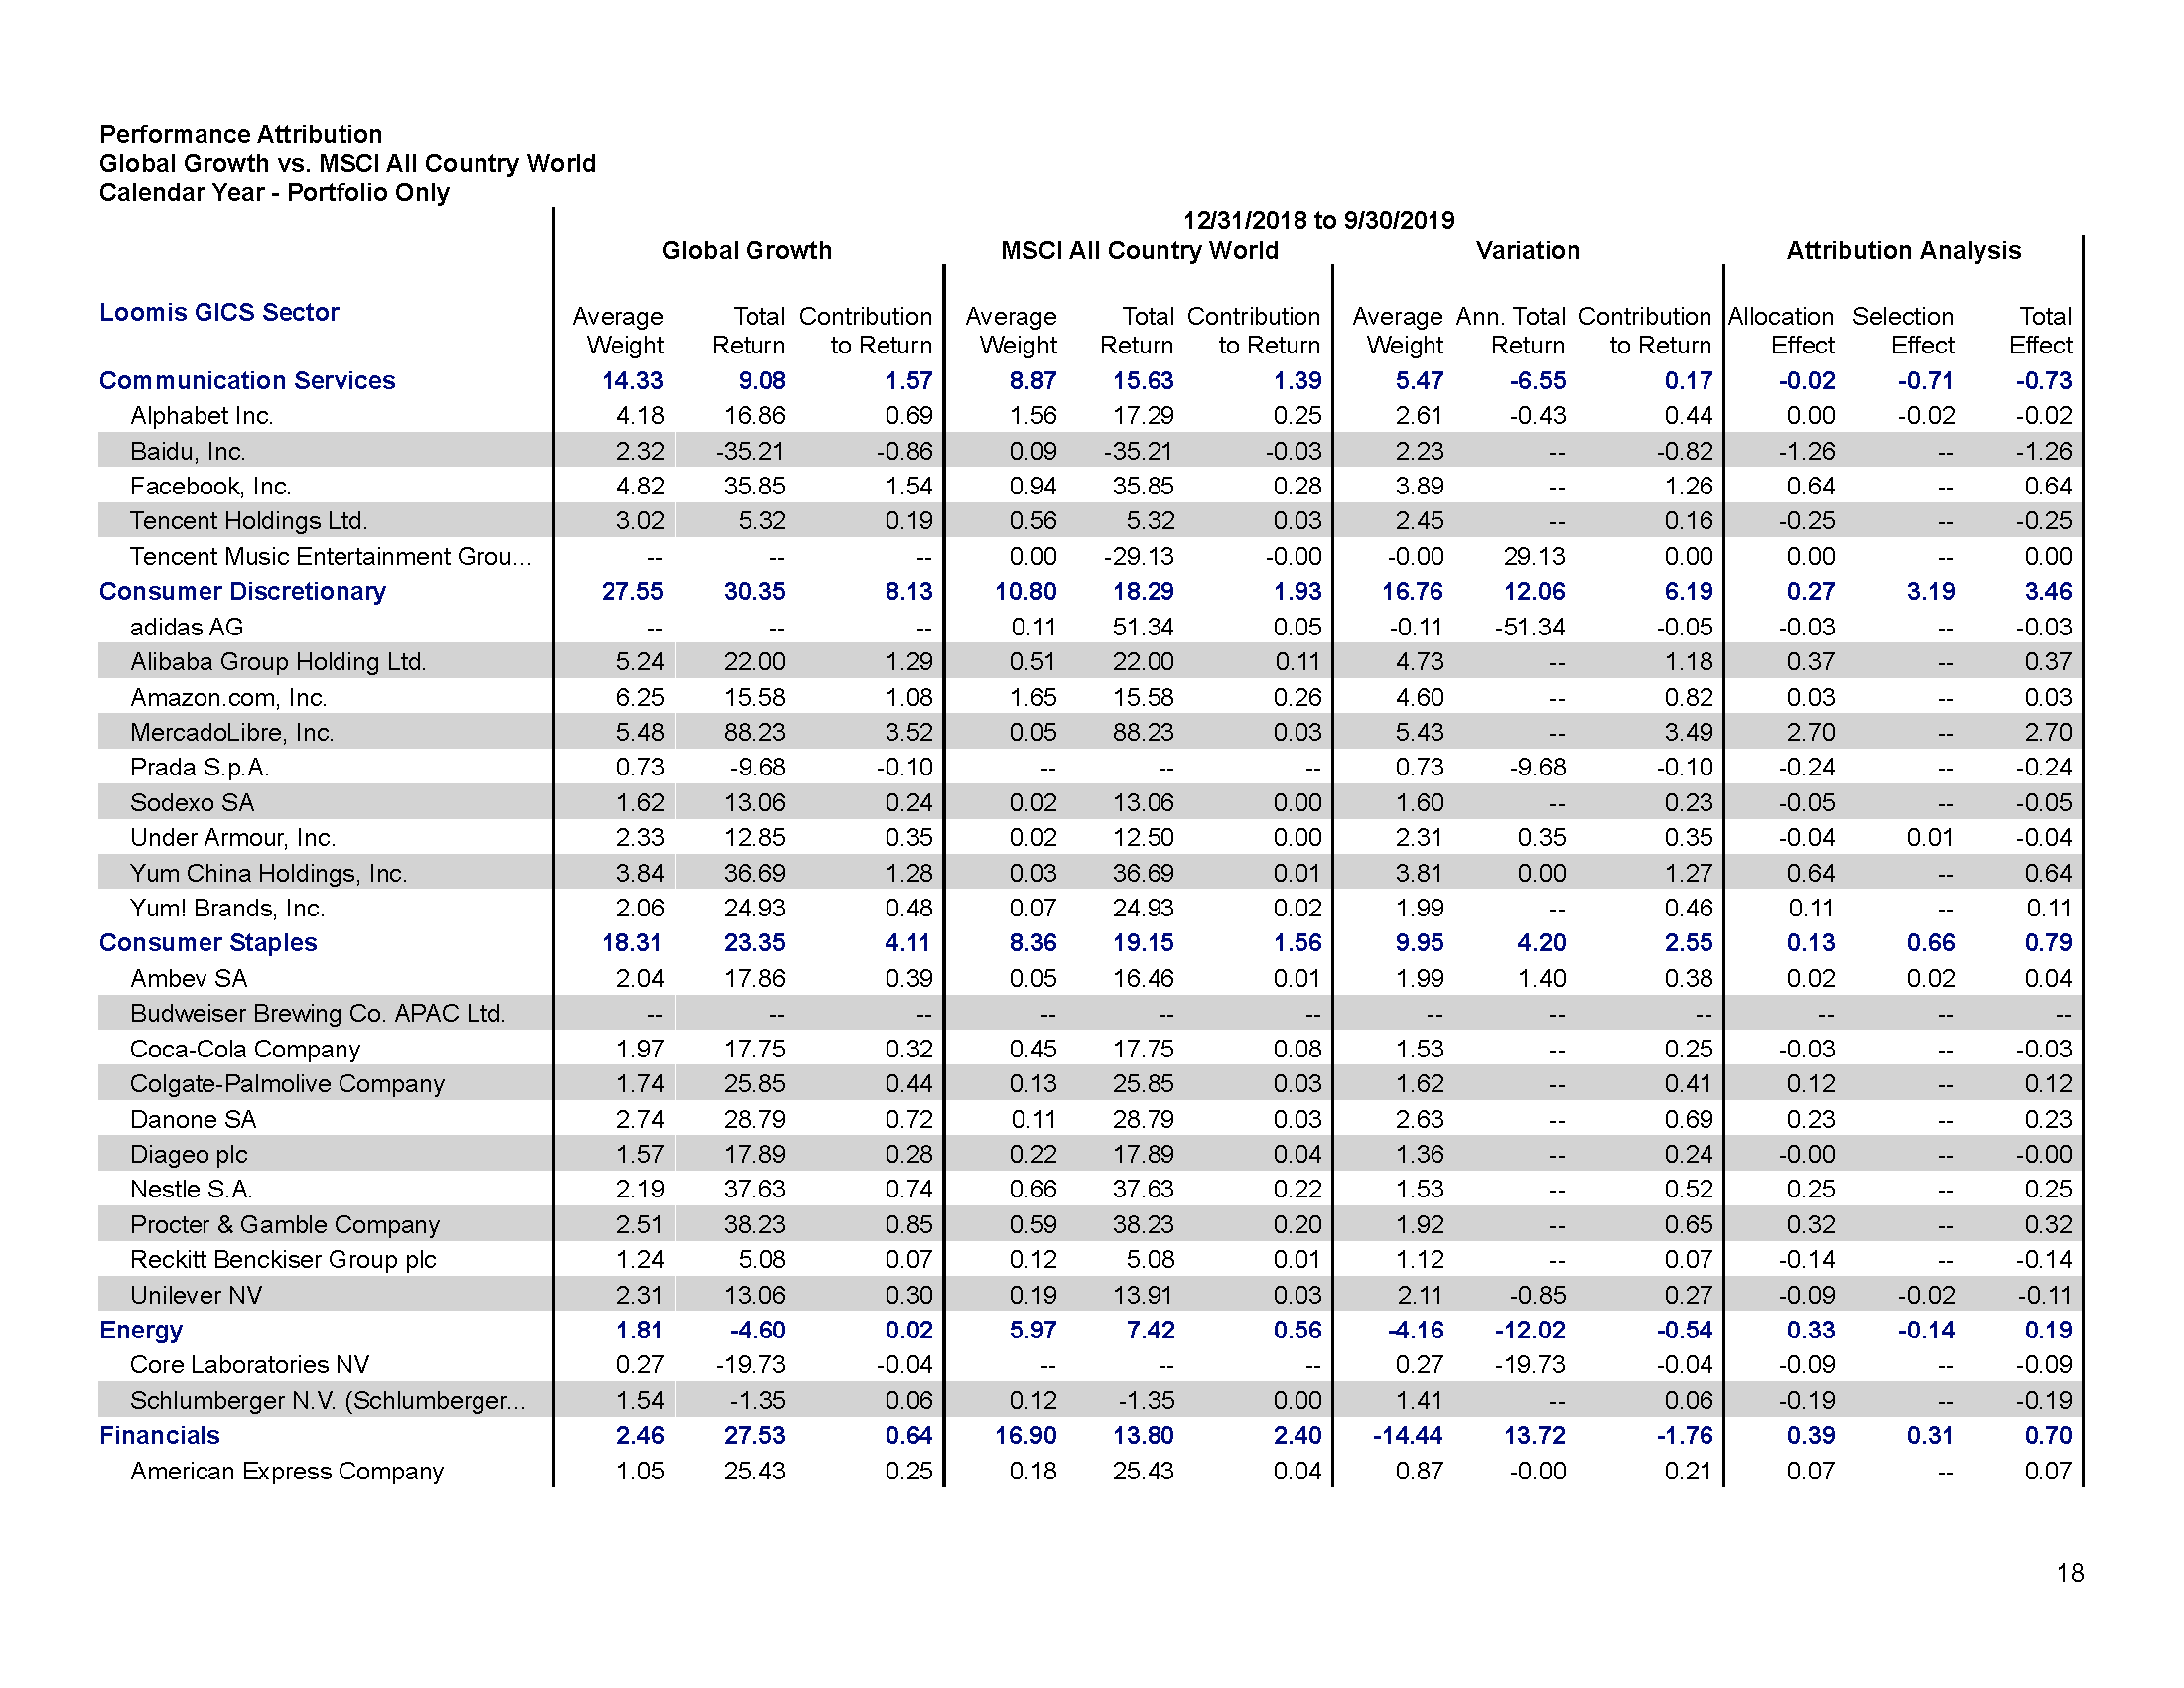 Performance Attribution
Global Growth vs. MSCI All Country World
Calendar Year - Portfolio Only
12/31/2018 to 9/30/2019
Global Growth MSCI All Country World Variation Attribution Analysis
Loomis GICS Sector
Average Total Contribution Average Total Contribution Average Ann. Total Contribution Allocation Selection Total
Weight Return to Return Weight Return to Return Weight Return to Return Effect Effect Effect
Communication Services 14.33 9.08 1.57 8.87 15.63 1.39 5.47 -6.55 0.17 -0.02 -0.71 -0.73
Alphabet Inc. 4.18 16.86 0.69 1.56 17.29 0.25 2.61 -0.43 0.44 0.00 -0.02 -0.02
Baidu, Inc. 2.32 -35.21 -0.86 0.09 -35.21 -0.03 2.23 -- -0.82 -1.26 -- -1.26
Facebook, Inc. 4.82 35.85 1.54 0.94 35.85 0.28 3.89 -- 1.26 0.64 -- 0.64
Tencent Holdings Ltd. 3.02 5.32 0.19 0.56 5.32 0.03 2.45 -- 0.16 -0.25 -- -0.25
Tencent Music Entertainment Grou... -- -- -- 0.00 -29.13 -0.00 -0.00 29.13 0.00 0.00 -- 0.00
Consumer Discretionary 27.55 30.35 8.13 10.80 18.29 1.93 16.76 12.06 6.19 0.27 3.19 3.46
adidas AG -- -- -- 0.11 51.34 0.05 -0.11 -51.34 -0.05 -0.03 -- -0.03
Alibaba Group Holding Ltd. 5.24 22.00 1.29 0.51 22.00 0.11 4.73 -- 1.18 0.37 -- 0.37
Amazon.com, Inc. 6.25 15.58 1.08 1.65 15.58 0.26 4.60 -- 0.82 0.03 -- 0.03
MercadoLibre, Inc. 5.48 88.23 3.52 0.05 88.23 0.03 5.43 -- 3.49 2.70 -- 2.70
Prada S.p.A. 0.73 -9.68 -0.10 -- -- -- 0.73 -9.68 -0.10 -0.24 -- -0.24
Sodexo SA 1.62 13.06 0.24 0.02 13.06 0.00 1.60 -- 0.23 -0.05 -- -0.05
Under Armour, Inc. 2.33 12.85 0.35 0.02 12.50 0.00 2.31 0.35 0.35 -0.04 0.01 -0.04
Yum China Holdings, Inc. 3.84 36.69 1.28 0.03 36.69 0.01 3.81 0.00 1.27 0.64 -- 0.64
Yum! Brands, Inc. 2.06 24.93 0.48 0.07 24.93 0.02 1.99 -- 0.46 0.11 -- 0.11
Consumer Staples 18.31 23.35 4.11 8.36 19.15 1.56 9.95 4.20 2.55 0.13 0.66 0.79
Ambev SA 2.04 17.86 0.39 0.05 16.46 0.01 1.99 1.40 0.38 0.02 0.02 0.04
Budweiser Brewing Co. APAC Ltd. -- -- -- -- -- -- -- -- -- -- -- --
Coca-Cola Company 1.97 17.75 0.32 0.45 17.75 0.08 1.53 -- 0.25 -0.03 -- -0.03
Colgate-Palmolive Company 1.74 25.85 0.44 0.13 25.85 0.03 1.62 -- 0.41 0.12 -- 0.12
Danone SA 2.74 28.79 0.72 0.11 28.79 0.03 2.63 -- 0.69 0.23 -- 0.23
Diageo plc 1.57 17.89 0.28 0.22 17.89 0.04 1.36 -- 0.24 -0.00 -- -0.00
Nestle S.A. 2.19 37.63 0.74 0.66 37.63 0.22 1.53 -- 0.52 0.25 -- 0.25
Procter & Gamble Company 2.51 38.23 0.85 0.59 38.23 0.20 1.92 -- 0.65 0.32 -- 0.32
Reckitt Benckiser Group plc 1.24 5.08 0.07 0.12 5.08 0.01 1.12 -- 0.07 -0.14 -- -0.14
Unilever NV 2.31 13.06 0.30 0.19 13.91 0.03 2.11 -0.85 0.27 -0.09 -0.02 -0.11
Energy 1.81 -4.60 0.02 5.97 7.42 0.56 -4.16 -12.02 -0.54 0.33 -0.14 0.19
Core Laboratories NV 0.27 -19.73 -0.04 -- -- -- 0.27 -19.73 -0.04 -0.09 -- -0.09
Schlumberger N.V. (Schlumberger... 1.54 -1.35 0.06 0.12 -1.35 0.00 1.41 -- 0.06 -0.19 -- -0.19
Financials 2.46 27.53 0.64 16.90 13.80 2.40 -14.44 13.72 -1.76 0.39 0.31 0.70
American Express Company 1.05 25.43 0.25 0.18 25.43 0.04 0.87 -0.00 0.21 0.07 -- 0.07
18